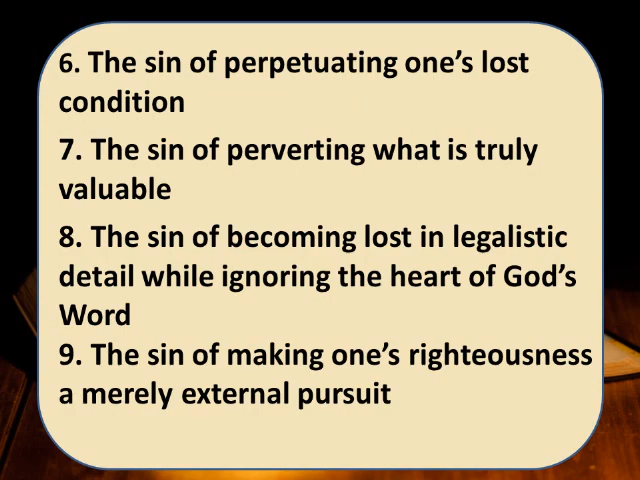 6. The sin of perpetuating one’s lost
condition
7. The sin of perverting what is truly
valuable
8. The sin of becoming lost in legalistic
detail while ignoring the heart of God’s
Word
9. The sin of making one’s righteousness
a merely external pursuit